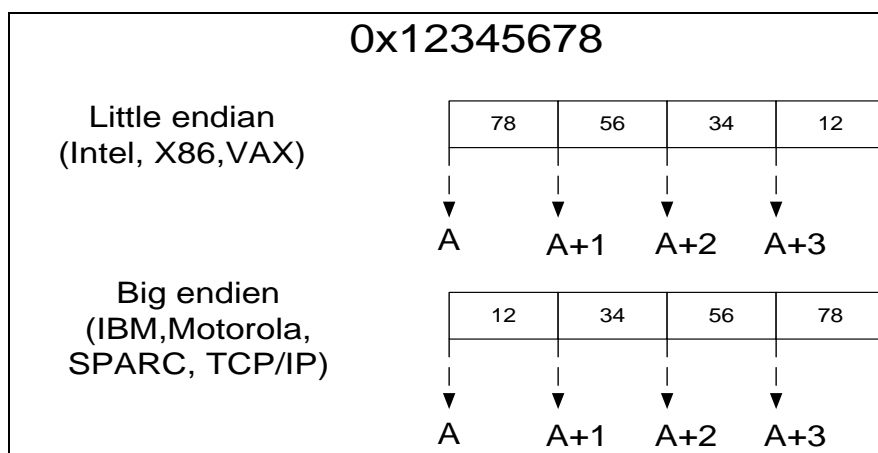 0x12345678
Little endian
(Intel, X86,VAX)
78 56 34 12
A A+1 A+2 A+3
Big endien
(IBM,Motorola,
SPARC, TCP/IP)
12 34 56 78
A A+1 A+2 A+3